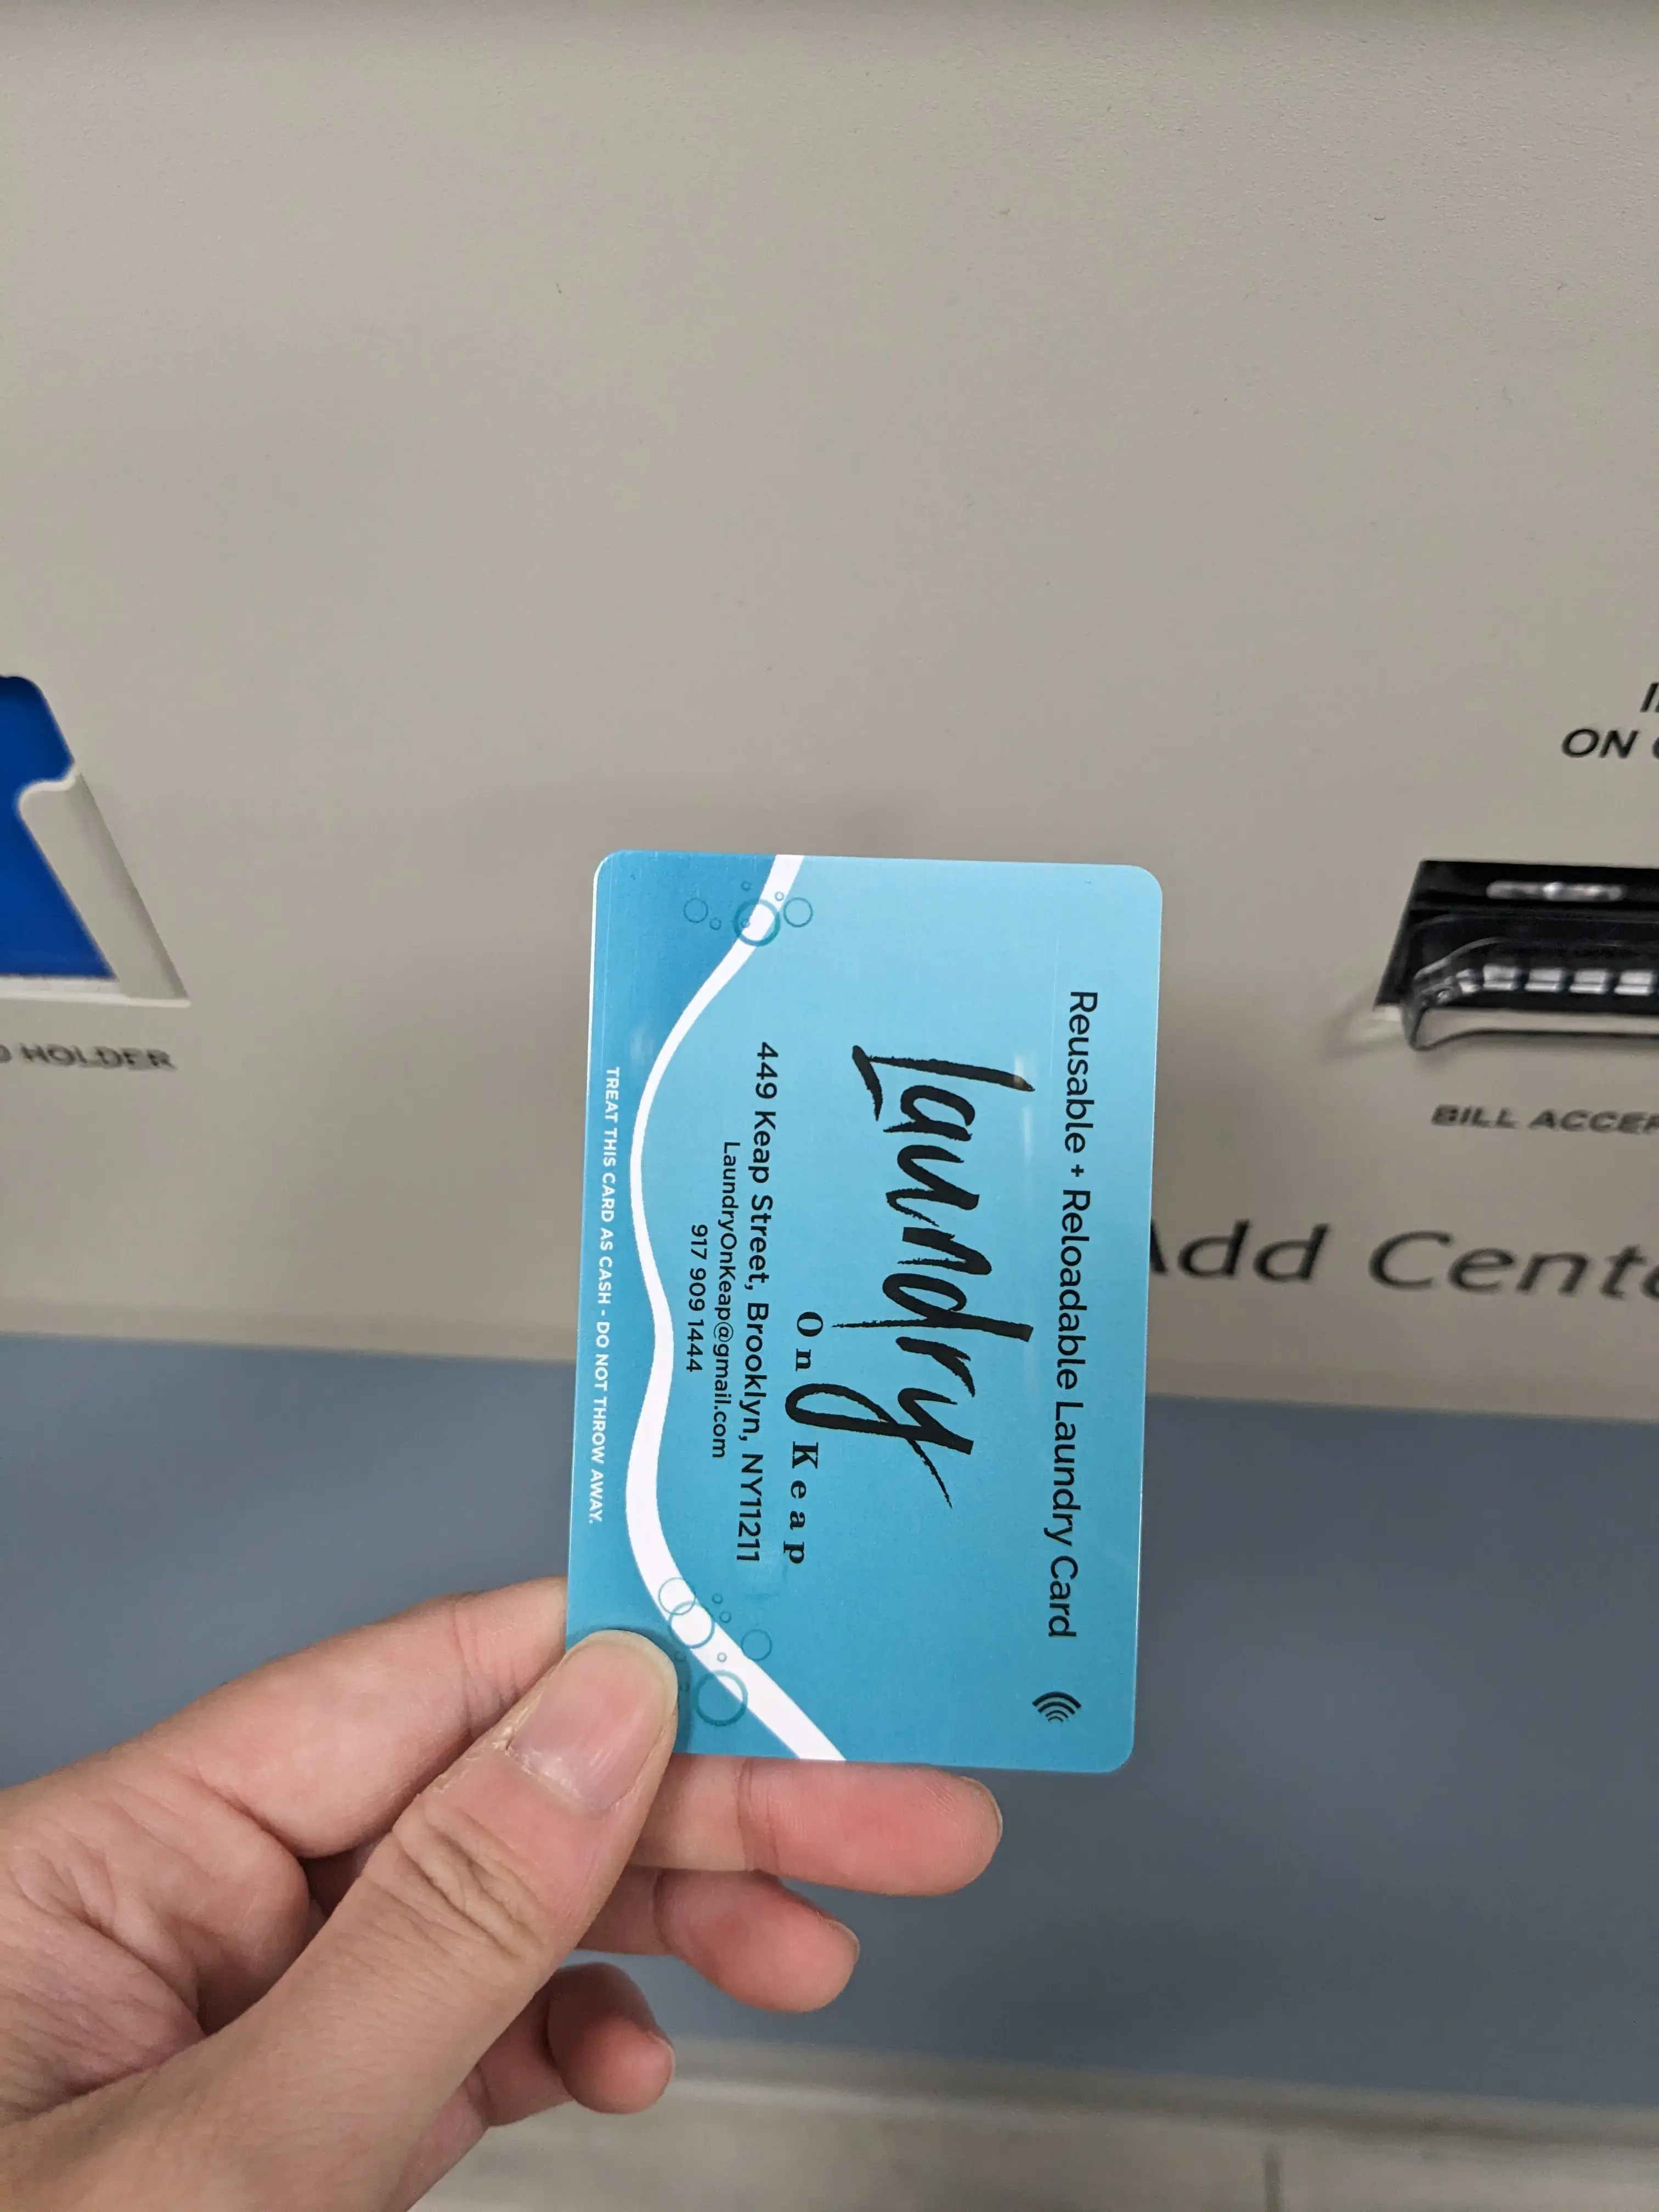 Reusable + Reloadable Laundry Card
Laundry
On Keap
449 Keap Street, Brooklyn, NY11211
LaundryOnKeap@gmail.com
917 909 1444
TREAT THIS CARD AS CASH - DO NOT THROW AWAY.
HOLDER
ON
BILL